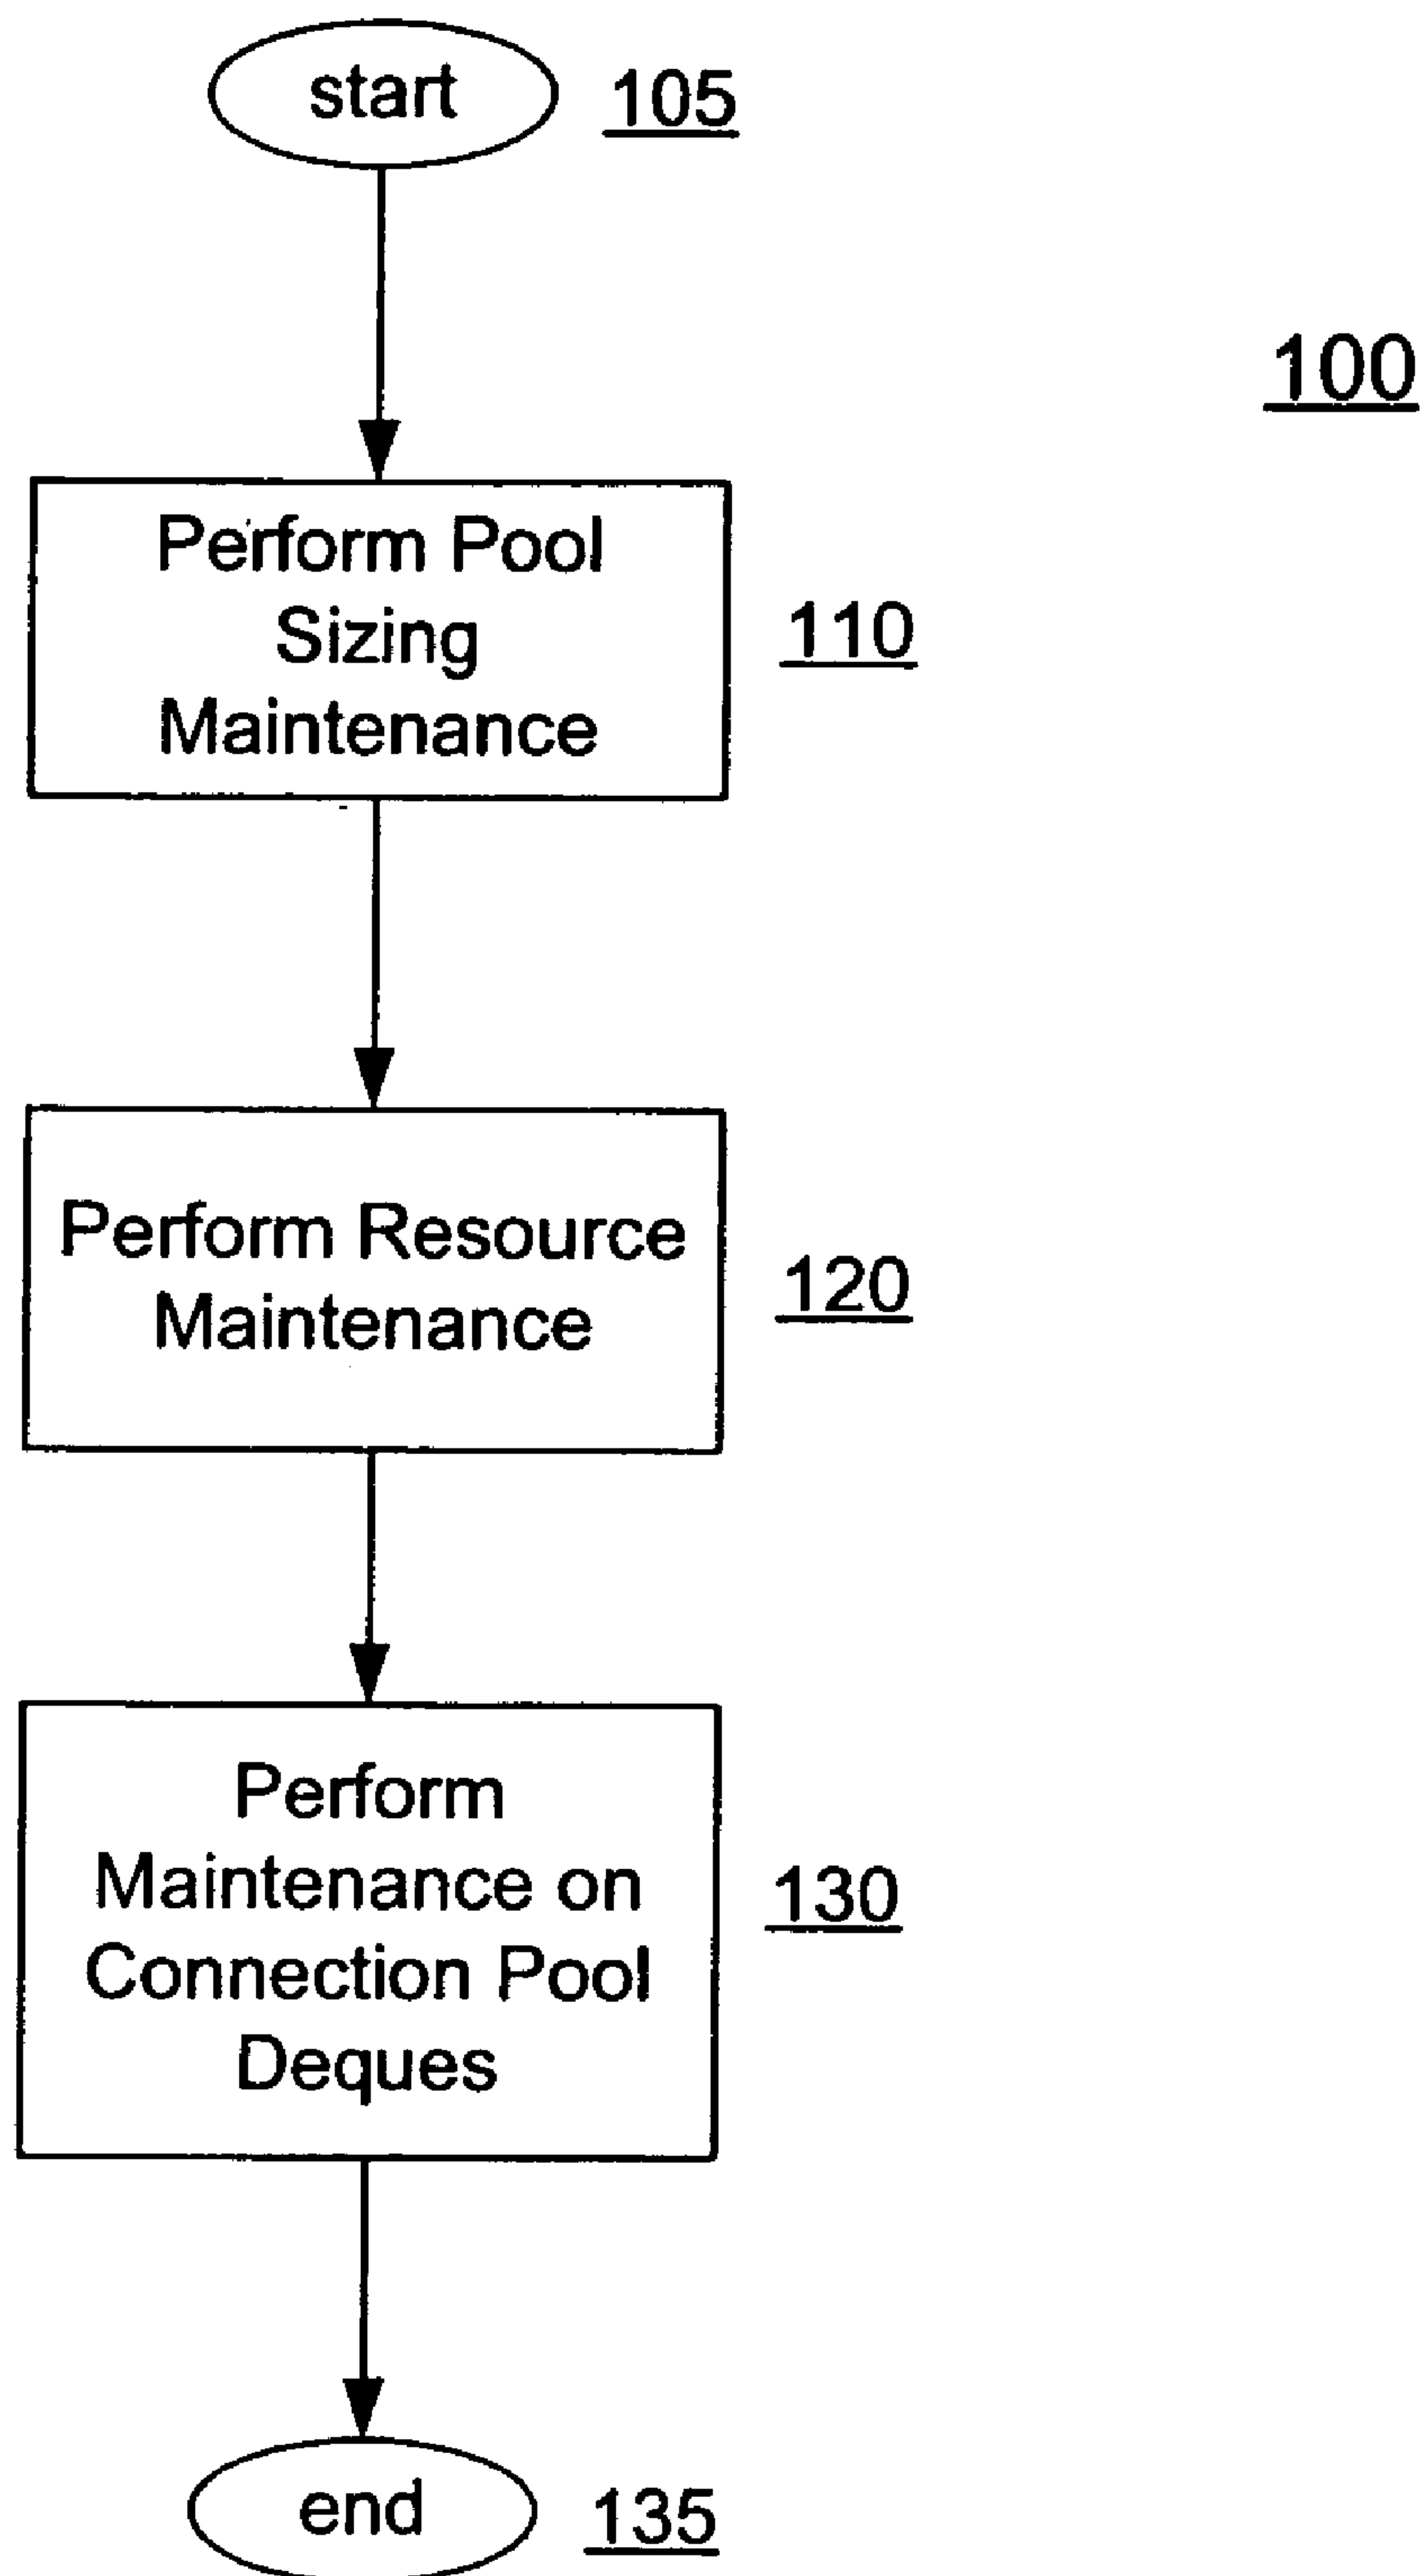 start
105
100
Perform Pool
Sizing
Maintenance
110
Perform Resource
Maintenance
120
Perform
Maintenance on
Connection Pool
Deques
130
end
135